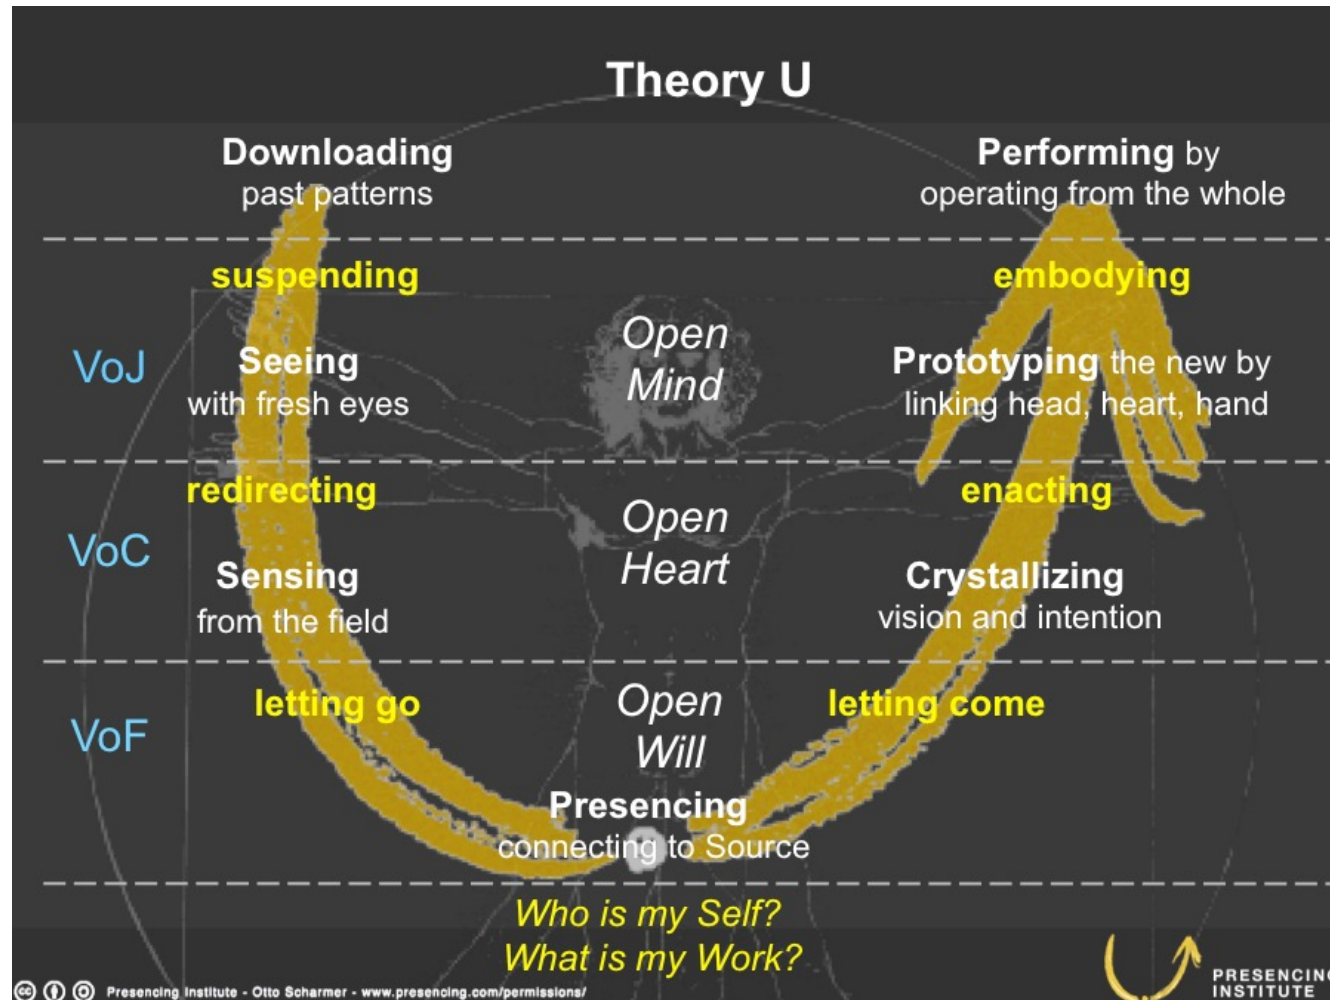 Theory U
Downloading
past patterns
Performing by
operating from the whole
suspending
embodying
VoJ
Seeing
with fresh eyes
Open
Mind
Prototyping the new by
linking head, heart, hand
redirecting
enacting
VoC
Sensing
from the field
Open
Heart
Crystallizing
vision and intention
letting go
letting come
VoF
Open
Will
Presencing
connecting to Source
Who is my Self?
What is my Work?
cc Presencing Institute - Otto Scharmer - www.presencing.com/permissions/
PRESENCING
INSTITUTE